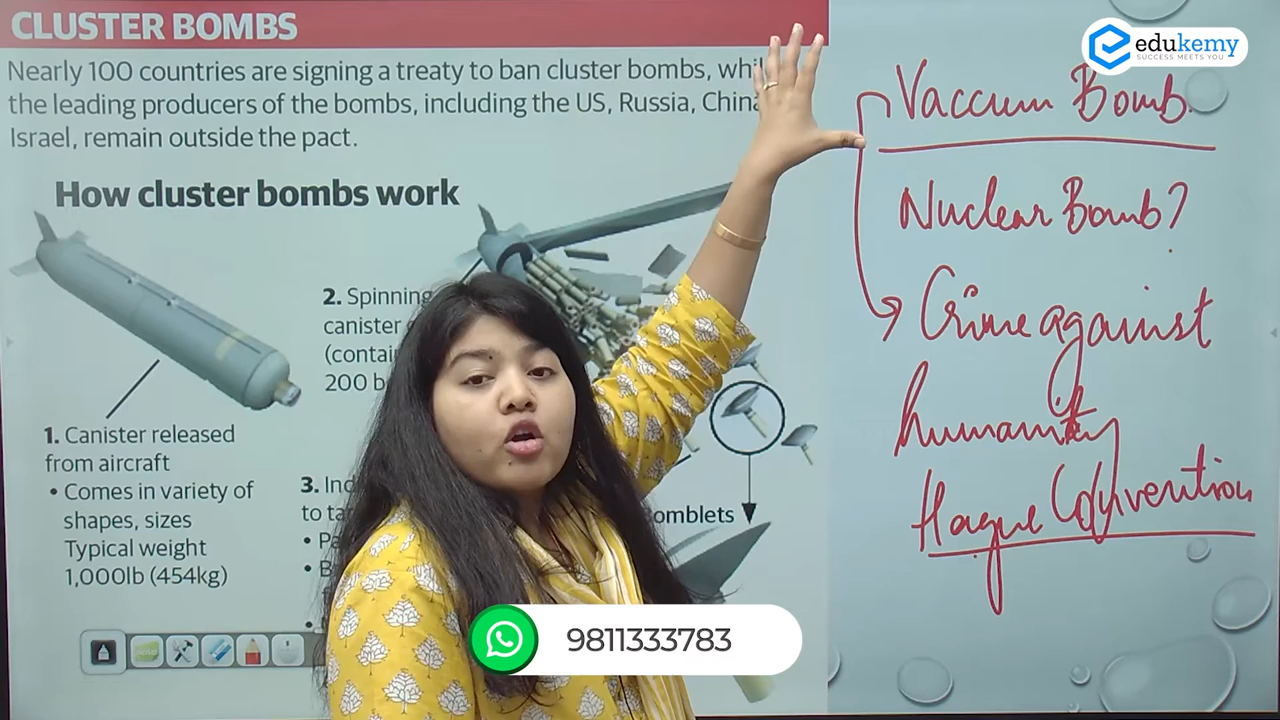 CLUSTER BOMBS
Nearly 100 countries are signing a treaty to ban cluster bombs, whil
the leading producers of the bombs, including the US, Russia, China
Israel, remain outside the pact.
How cluster bombs work
1. Canister released
from aircraft
• Comes in variety of
shapes, sizes
Typical weight
1,000lb (454kg)
2. Spinning
canister
(contai
200 b
3. Ind
to ta
• Pa
• B
omblets
edukemy
SUCCESS MEETS YOU
Vaccum Bomb.
Nuclear Bomb?
Crime against
humanity
Hague Convention
9811333783